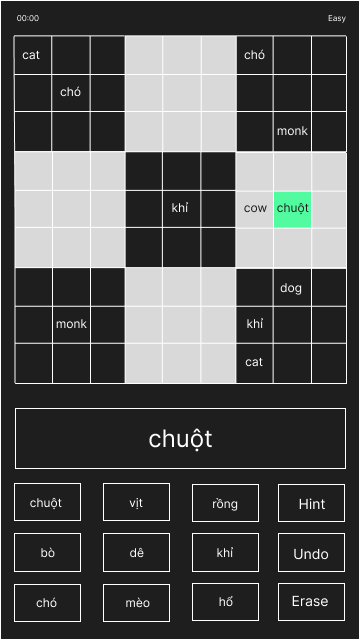 00:00 Easy
cat chó
chó
monk
khỉ cow chuột
dog
monk khỉ
cat
chuột
chuột vịt rồng Hint
bò dê khỉ Undo
chó mèo hổ Erase